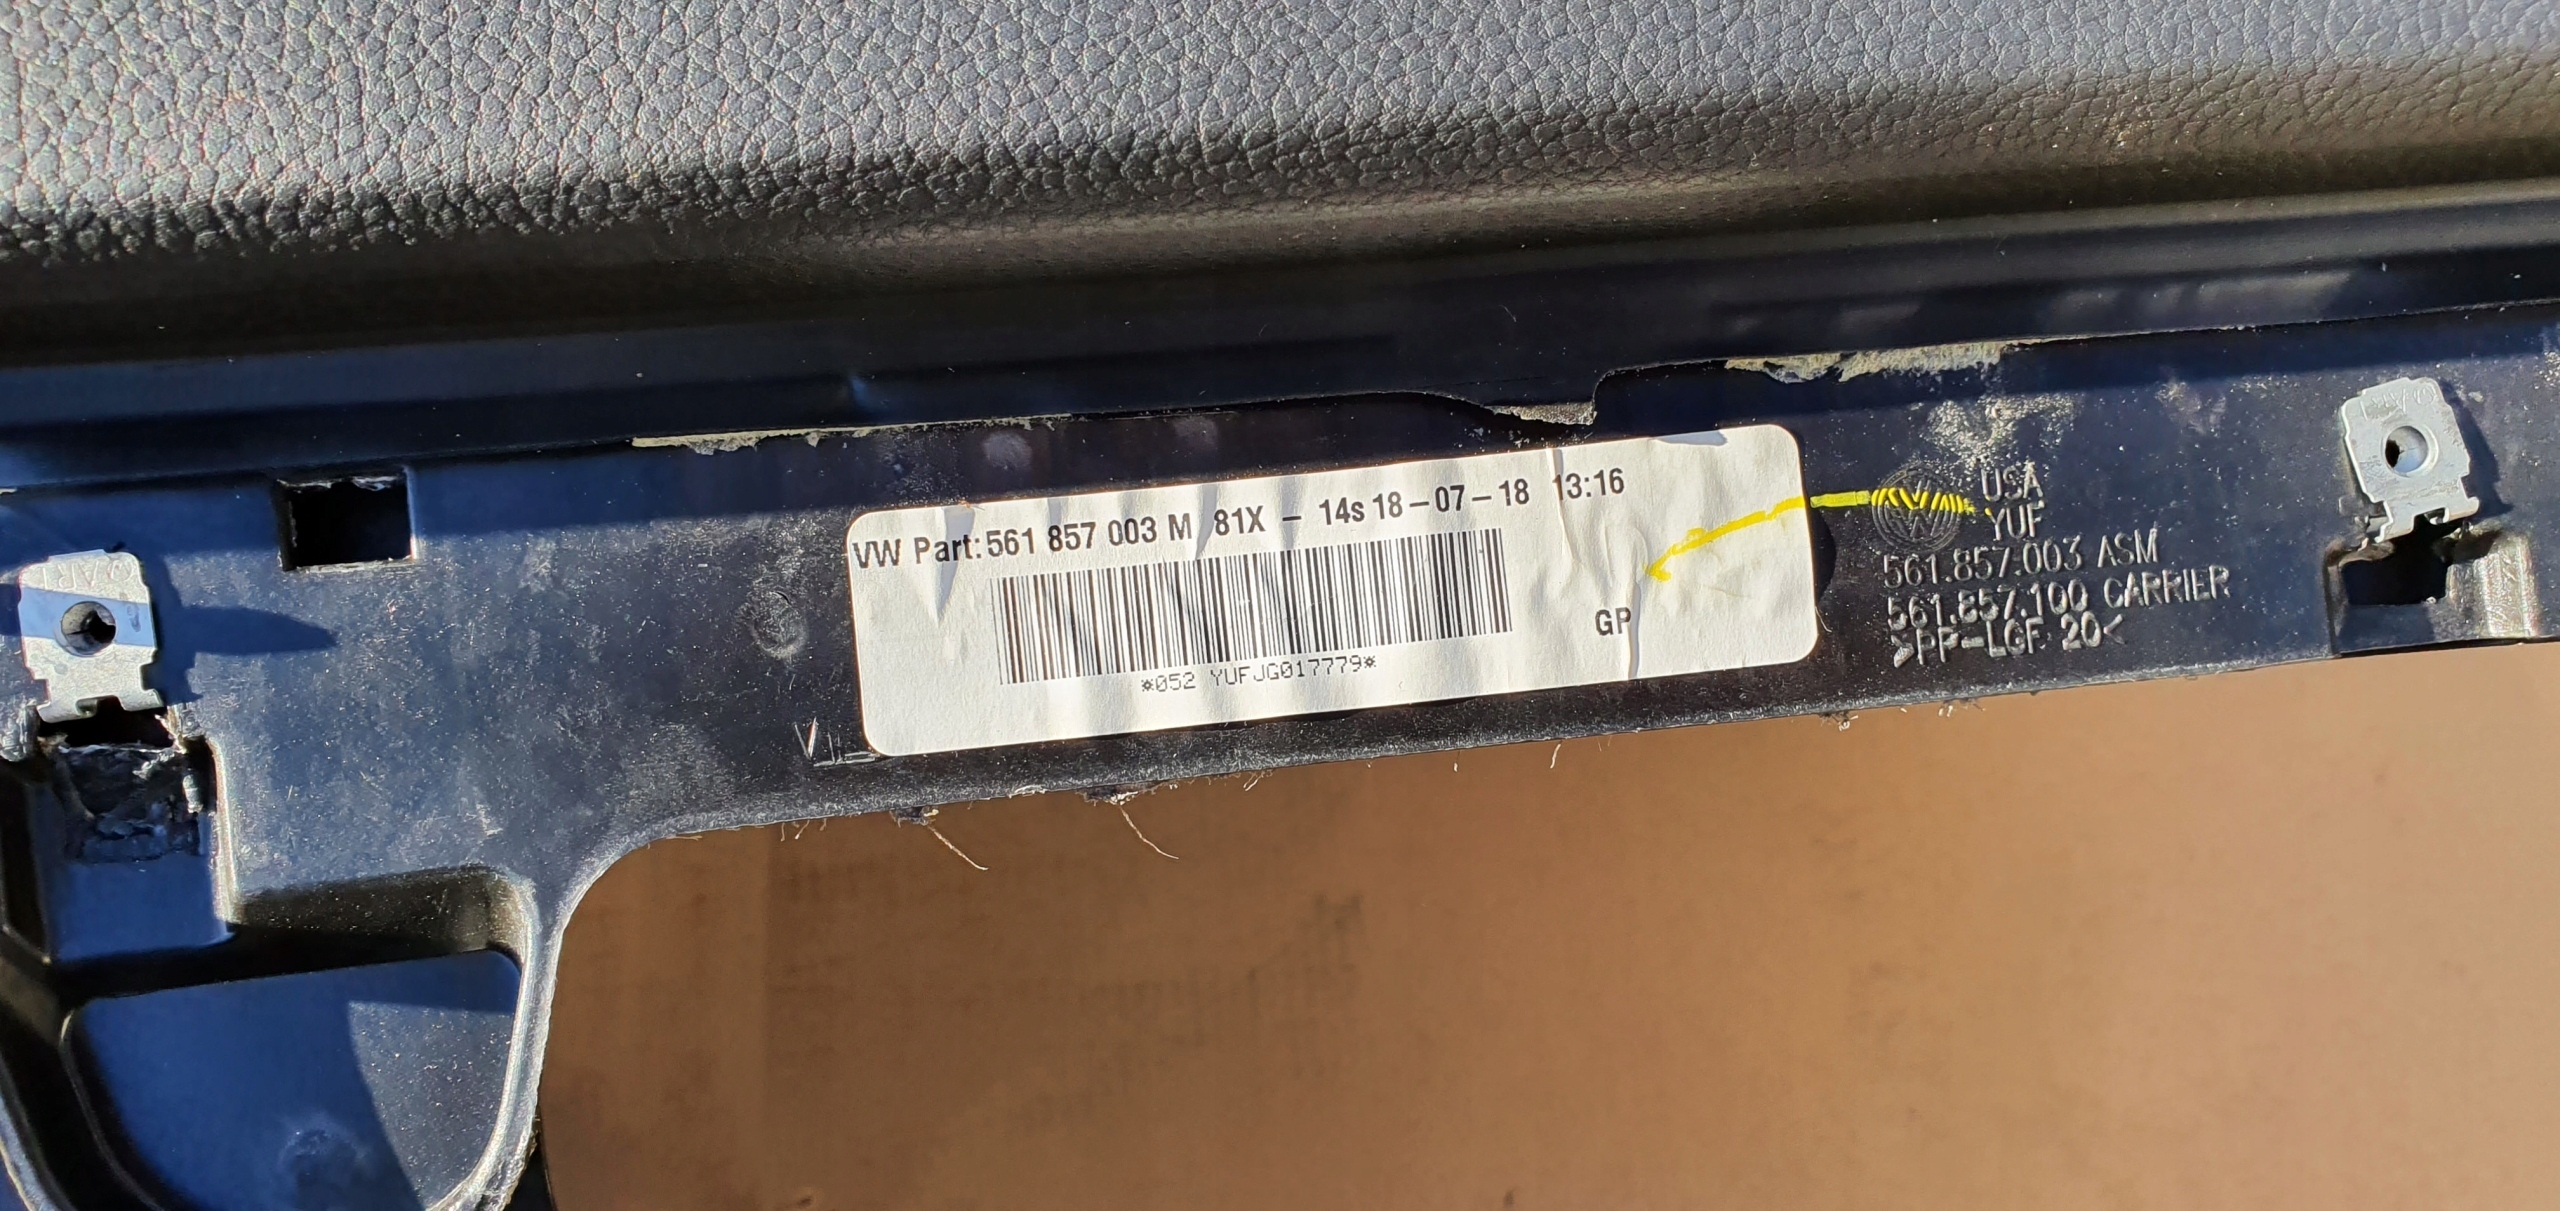 VW Part: 561 857 003 M 81X - 14s 18-07-18 13:16
GP
*052 YUFJG017779*
USA
YUF
561.857.003 ASM
561.857.100 CARRIER
>PP-LGF 20<